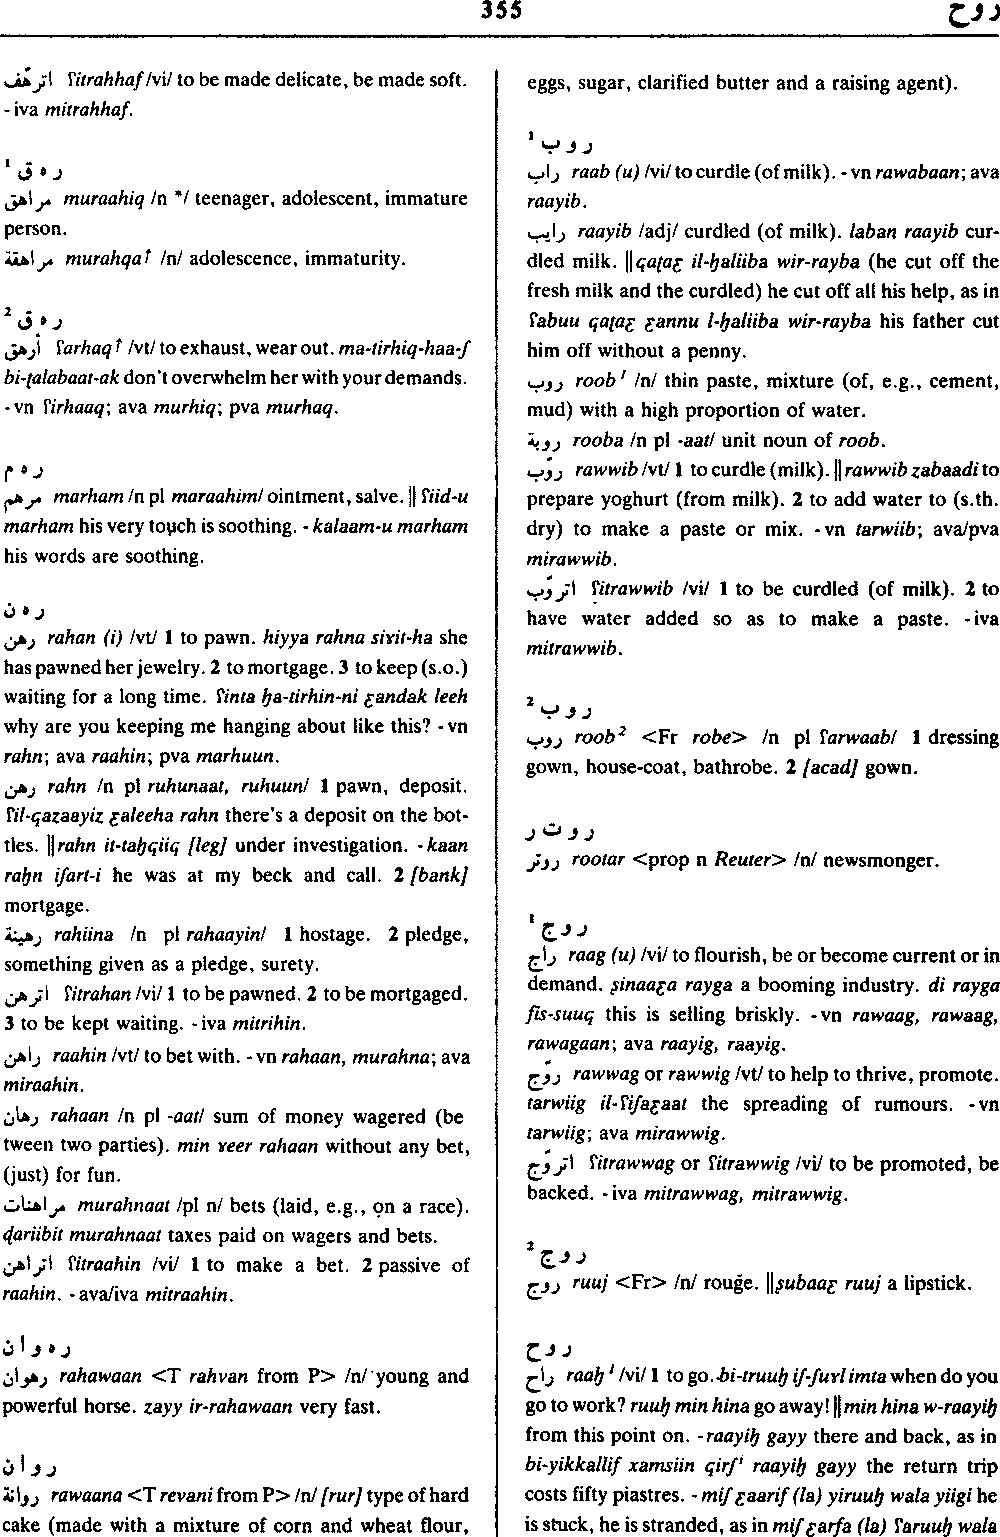 355
روح
اترهّف ʕitrahhaf /vi/ to be made delicate, be made soft.
-iva mitrahhaf.
ر ه ق ¹
مراهق muraahiq /n */ teenager, adolescent, immature
person.
مراهقة murahqa↑ /n/ adolescence, immaturity.
ر ه ق ²
أرهق ʕarhaq↑ /vt/ to exhaust, wear out. ma-tirhiq-haa-ʃ
bi-ṭalabaat-ak don't overwhelm her with your demands.
-vn ʕirhaaq; ava murhiq; pva murhaq.
ر ه م
مرهم marham /n pl maraahim/ ointment, salve. || ʕiid-u
marham his very touch is soothing. -kalaam-u marham
his words are soothing.
ر ه ن
رهن rahan (i) /vt/ 1 to pawn. hiyya rahna siɣit-ha she
has pawned her jewelry. 2 to mortgage. 3 to keep (s.o.)
waiting for a long time. ʕinta ḥa-tirhin-ni ƹandak leeh
why are you keeping me hanging about like this? -vn
rahn; ava raahin; pva marhuun.
رهن rahn /n pl ruhunaat, ruhuun/ 1 pawn, deposit.
ʕil-qazaayiz ƹaleeha rahn there's a deposit on the bot-
tles. || rahn it-taḥqiiq [leg] under investigation. -kaan
rahn iʃart-i he was at my beck and call. 2 [bank]
mortgage.
رهينة rahiina /n pl rahaayin/ 1 hostage. 2 pledge,
something given as a pledge, surety.
اترهن ʕitrahan /vi/ 1 to be pawned. 2 to be mortgaged.
3 to be kept waiting. -iva mitrihin.
راهن raahin /vt/ to bet with. -vn rahaan, murahna; ava
miraahin.
رهان rahaan /n pl -aat/ sum of money wagered (be
tween two parties). min ɣeer rahaan without any bet,
(just) for fun.
مراهنات murahnaat /pl n/ bets (laid, e.g., on a race).
ḍariibit murahnaat taxes paid on wagers and bets.
اتراهن ʕitraahin /vi/ 1 to make a bet. 2 passive of
raahin. -ava/iva mitraahin.
ر ه و ا ن
رهوان rahawaan <T rahvan from P> /n/ young and
powerful horse. zayy ir-rahawaan very fast.
ر و ا ن
روانة rawaana <T revani from P> /n/ [rur] type of hard
cake (made with a mixture of corn and wheat flour,
eggs, sugar, clarified butter and a raising agent).
ر و ب ¹
راب raab (u) /vi/ to curdle (of milk). -vn rawabaan; ava
raayib.
رايب raayib /adj/ curdled (of milk). laban raayib cur-
dled milk. || qaṭaƹ il-ḥaliiba wir-rayba (he cut off the
fresh milk and the curdled) he cut off all his help, as in
ʕabuu qaṭaƹ ƹannu l-ḥaliiba wir-rayba his father cut
him off without a penny.
روب roob¹ /n/ thin paste, mixture (of, e.g., cement,
mud) with a high proportion of water.
روبة rooba /n pl -aat/ unit noun of roob.
روّب rawwib /vt/ 1 to curdle (milk). || rawwib zabaadi to
prepare yoghurt (from milk). 2 to add water to (s.th.
dry) to make a paste or mix. -vn tarwiib; ava/pva
mirawwib.
اتروّب ʕitrawwib /vi/ 1 to be curdled (of milk). 2 to
have water added so as to make a paste. -iva
mitrawwib.
ر و ب ²
روب roob² <Fr robe> /n pl ʕarwaab/ 1 dressing
gown, house-coat, bathrobe. 2 [acad] gown.
ر و ت ر
روتر rootar <prop n Reuter> /n/ newsmonger.
ر و ج ¹
راج raag (u) /vi/ to flourish, be or become current or in
demand. ṣinaaƹa rayga a booming industry. di rayga
fis-suuq this is selling briskly. -vn rawaag, rawaag,
rawagaan; ava raayig, raayig.
روّج rawwag or rawwig /vt/ to help to thrive, promote.
tarwiig il-ʕiʃaƹaat the spreading of rumours. -vn
tarwiig; ava mirawwig.
اتروّج ʕitrawwag or ʕitrawwig /vi/ to be promoted, be
backed. -iva mitrawwag, mitrawwig.
ر و ج ²
روج ruuj <Fr> /n/ rouge. || ṣubaaƹ ruuj a lipstick.
ر و ح
راح raaḥ¹ /vi/ 1 to go. bi-truuḥ iʃ-ʃuɣl imta when do you
go to work? ruuḥ min hina go away! || min hina w-raayiḥ
from this point on. -raayiḥ gayy there and back, as in
bi-yikkallif xamsiin qirʃ¹ raayiḥ gayy the return trip
costs fifty piastres. -miʃ ƹaarif (la) yiruuḥ wala yiigi he
is stuck, he is stranded, as in miʃ ƹarfa (la) ʕaruuḥ wala